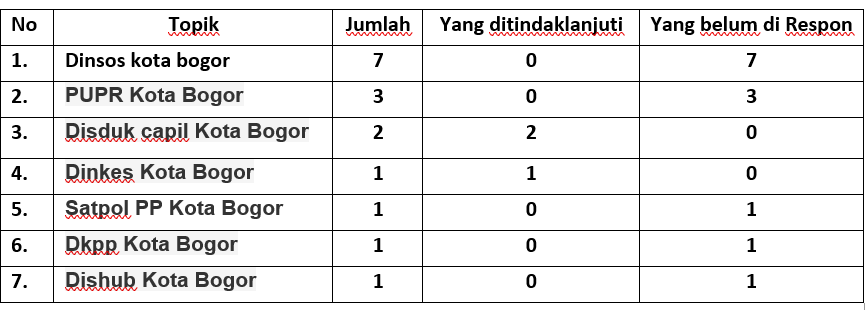 No Topik Jumlah Yang ditindaklanjuti Yang belum di Respon
1. Dinsos kota bogor 7 0 7
2. PUPR Kota Bogor 3 0 3
3. Disduk capil Kota Bogor 2 2 0
4. Dinkes Kota Bogor 1 1 0
5. Satpol PP Kota Bogor 1 0 1
6. Dkpp Kota Bogor 1 0 1
7. Dishub Kota Bogor 1 0 1